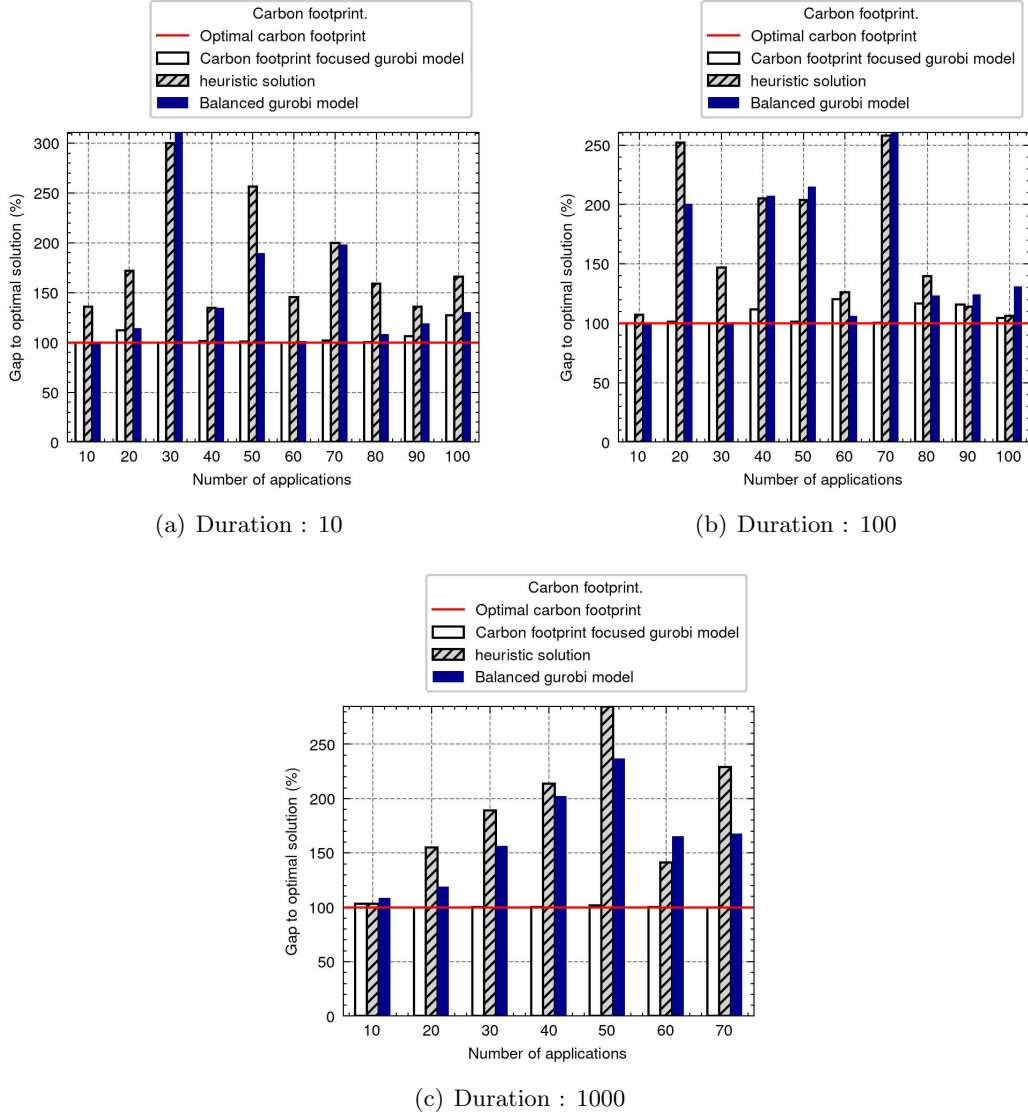 Carbon footprint.
Optimal carbon footprint
Carbon footprint focused gurobi model
heuristic solution
Balanced gurobi model
Gap to optimal solution (%)
300
250
200
150
100
50
0
10 20 30 40 50 60 70 80 90 100
Number of applications
(a) Duration : 10
Carbon footprint.
Optimal carbon footprint
Carbon footprint focused gurobi model
heuristic solution
Balanced gurobi model
Gap to optimal solution (%)
250
200
150
100
50
0
10 20 30 40 50 60 70 80 90 100
Number of applications
(b) Duration : 100
Carbon footprint.
Optimal carbon footprint
Carbon footprint focused gurobi model
heuristic solution
Balanced gurobi model
Gap to optimal solution (%)
250
200
150
100
50
0
10 20 30 40 50 60 70
Number of applications
(c) Duration : 1000